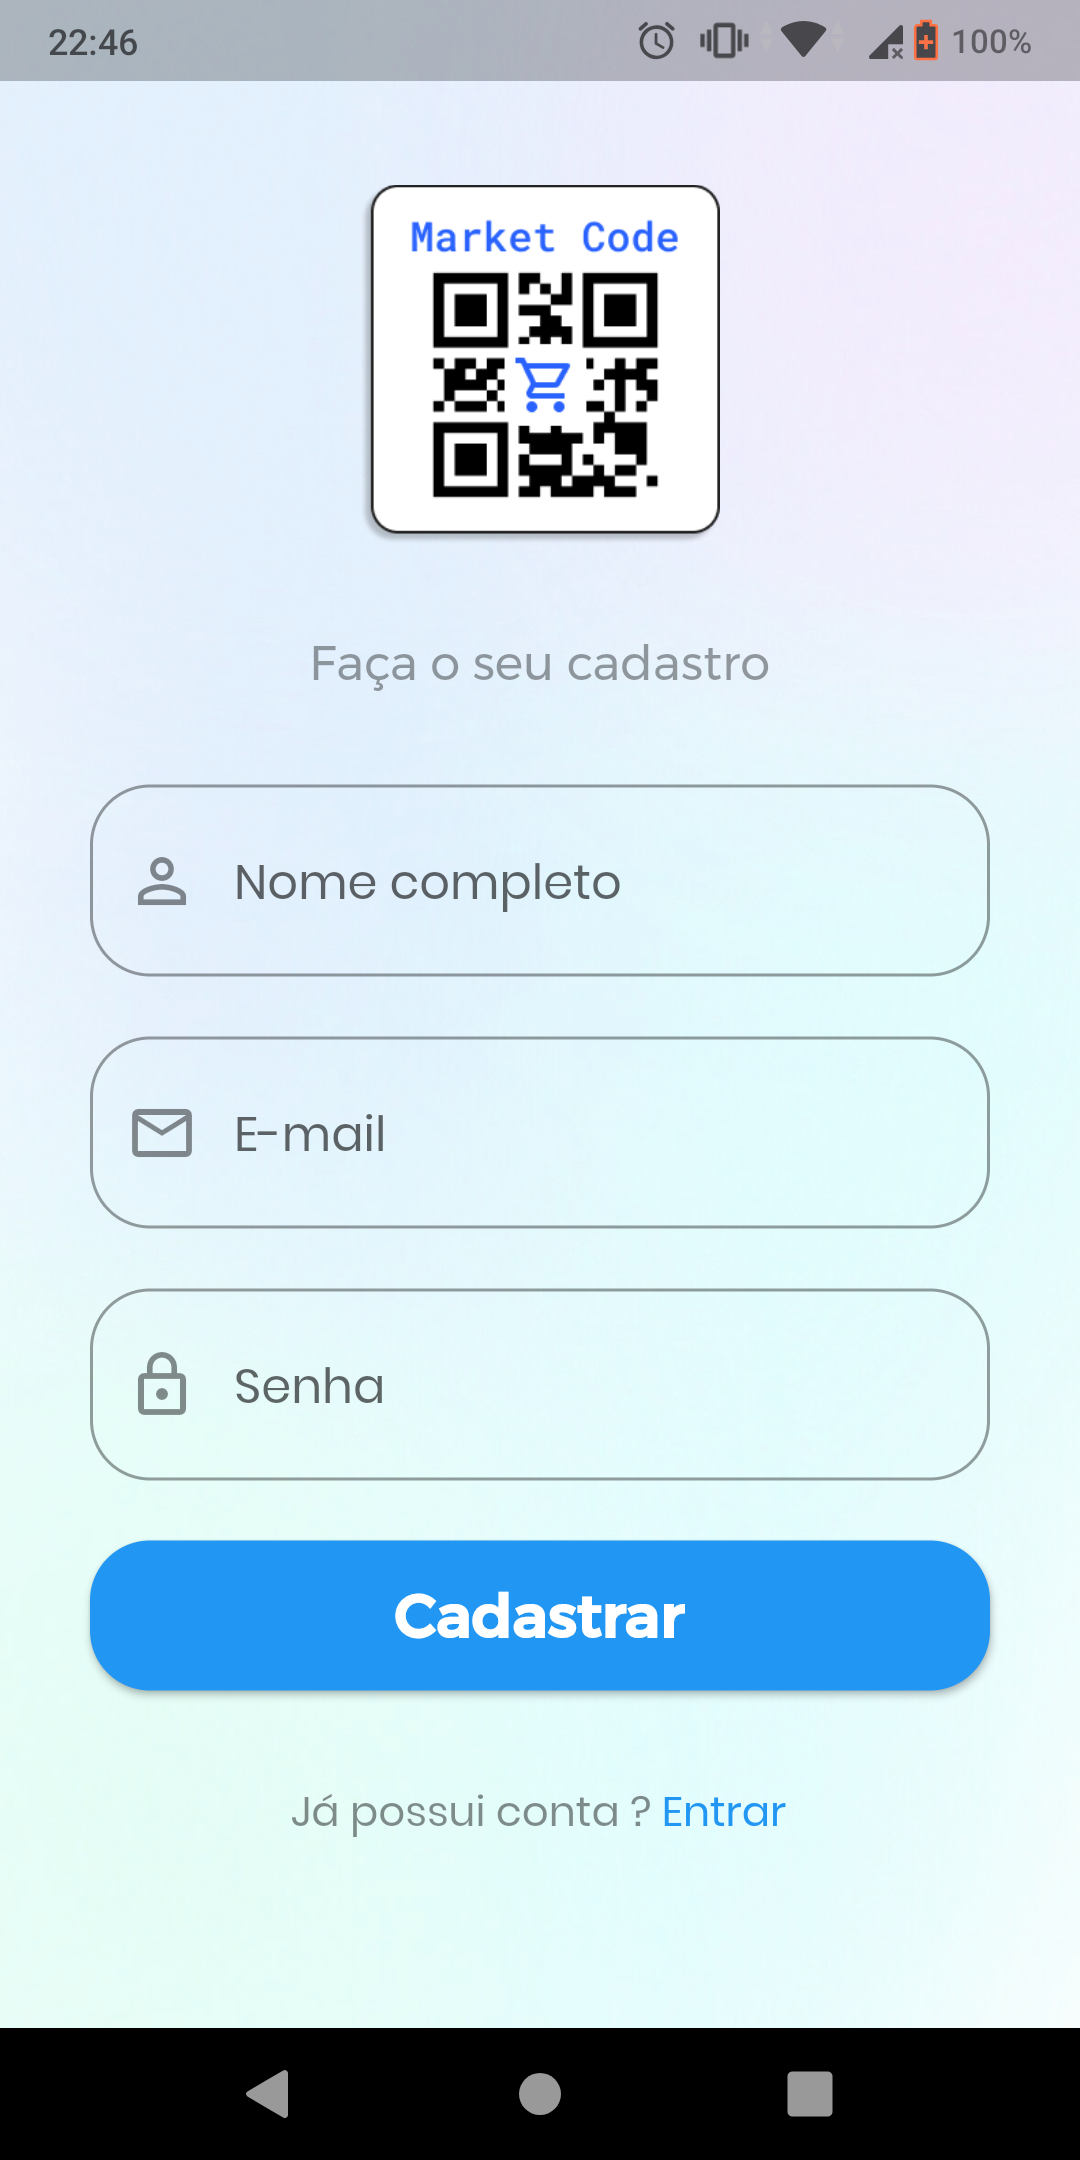 22:46
100%
Market Code
Faça o seu cadastro
Nome completo
E-mail
Senha
Cadastrar
Já possui conta ? Entrar